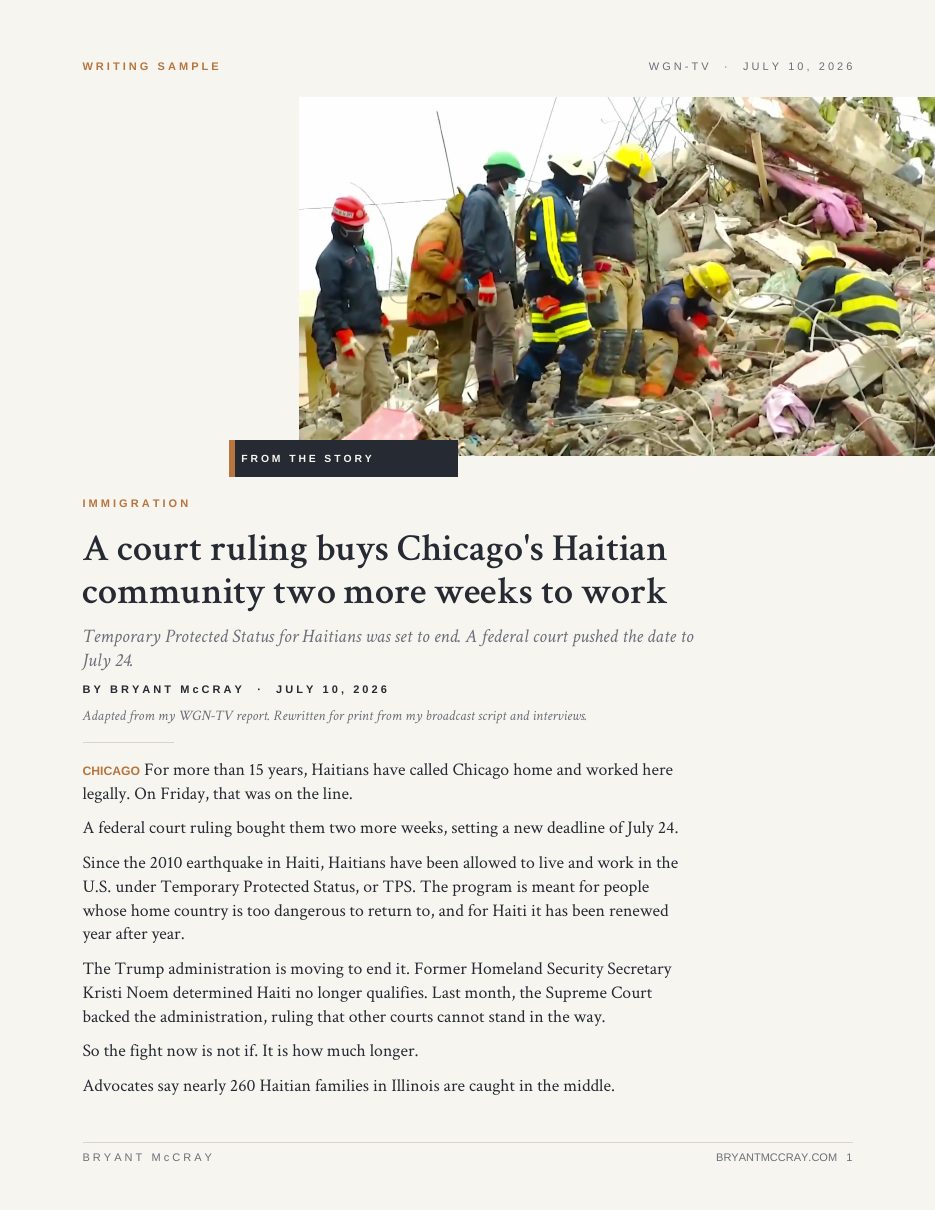 WRITING SAMPLE
WGN-TV · JULY 10, 2026
FROM THE STORY
IMMIGRATION
A court ruling buys Chicago's Haitian
community two more weeks to work
Temporary Protected Status for Haitians was set to end. A federal court pushed the date to
July 24.
BY BRYANT McCRAY · JULY 10, 2026
Adapted from my WGN-TV report. Rewritten for print from my broadcast script and interviews.
CHICAGO For more than 15 years, Haitians have called Chicago home and worked here
legally. On Friday, that was on the line.
A federal court ruling bought them two more weeks, setting a new deadline of July 24.
Since the 2010 earthquake in Haiti, Haitians have been allowed to live and work in the
U.S. under Temporary Protected Status, or TPS. The program is meant for people
whose home country is too dangerous to return to, and for Haiti it has been renewed
year after year.
The Trump administration is moving to end it. Former Homeland Security Secretary
Kristi Noem determined Haiti no longer qualifies. Last month, the Supreme Court
backed the administration, ruling that other courts cannot stand in the way.
So the fight now is not if. It is how much longer.
Advocates say nearly 260 Haitian families in Illinois are caught in the middle.
BRYANT McCRAY
BRYANTMCCRAY.COM 1